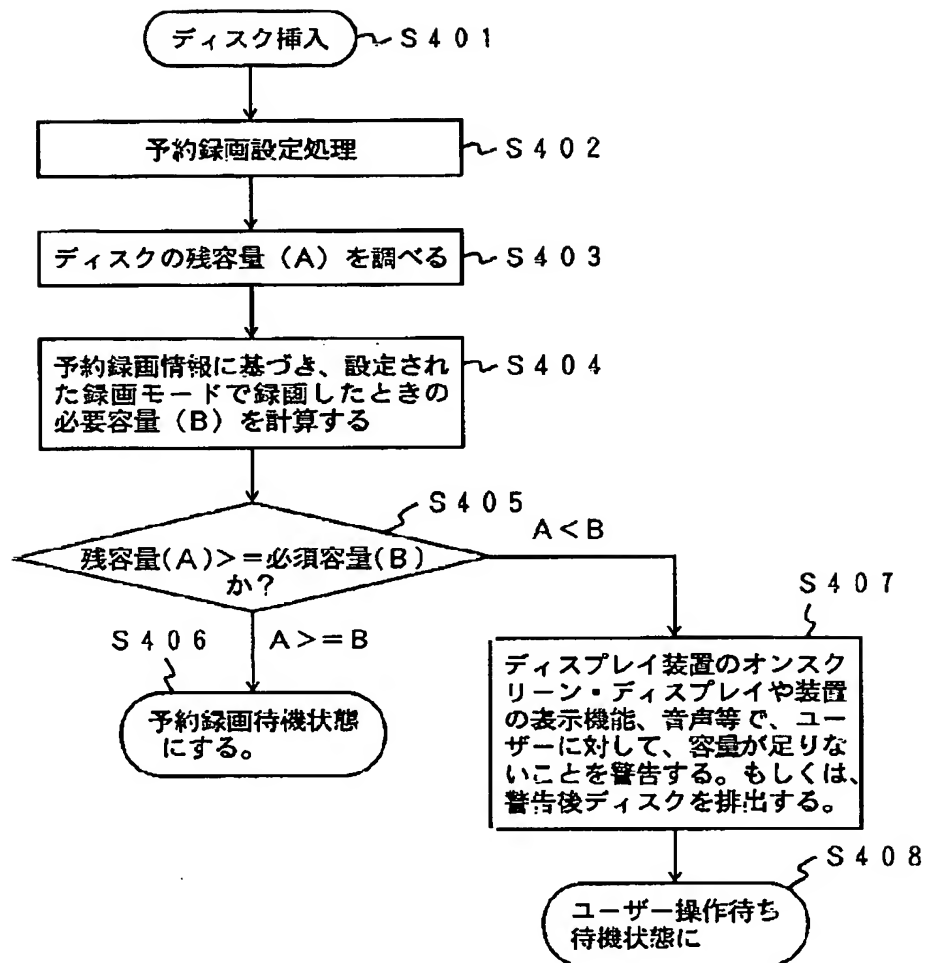 ディスク挿入 S401
予約録画設定処理 S402
ディスクの残容量(A)を調べる S403
予約録画情報に基づき、設定され S404
た録画モードで録画したときの
必要容量(B)を計算する
S405
残容量(A)>=必須容量(B)
か?
A<B
S406
A>=B
予約録画待機状態
にする。
S407
ディスプレイ装置のオンスク
リーン・ディスプレイや装置
の表示機能、音声等で、ユー
ザーに対して、容量が足りな
いことを警告する。もしくは、
警告後ディスクを排出する。
S408
ユーザー操作待ち
待機状態に